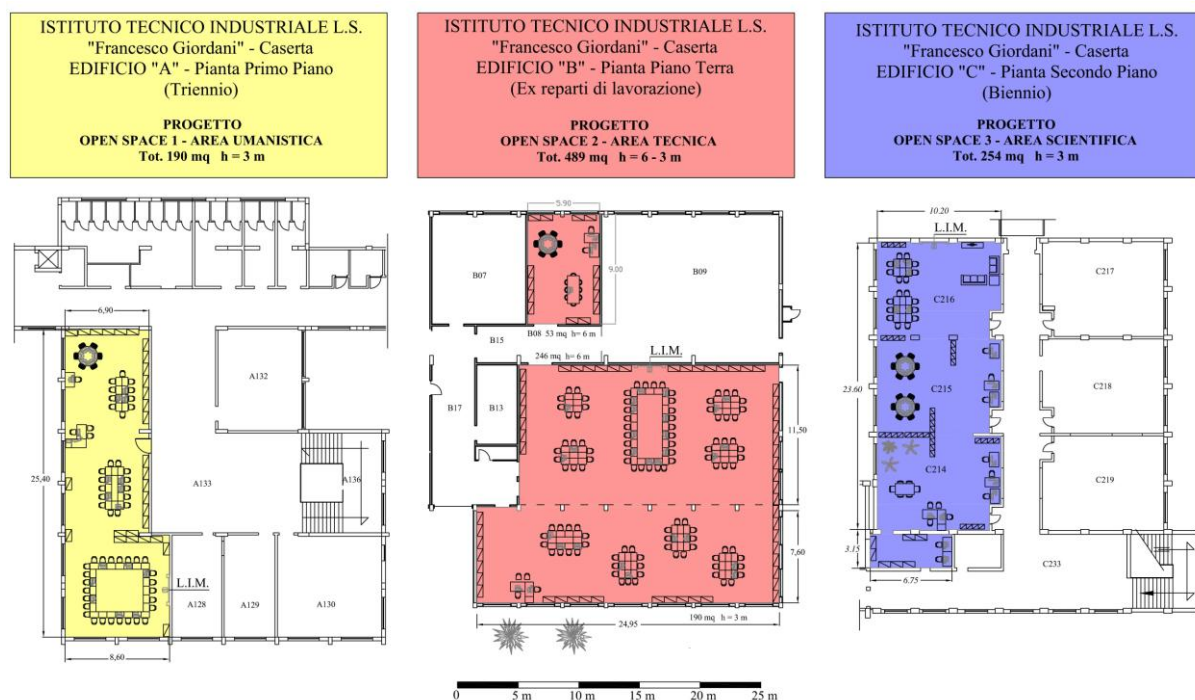 ISTITUTO TECNICO INDUSTRIALE L.S.
"Francesco Giordani" - Caserta
EDIFICIO "A" - Pianta Primo Piano
(Triennio)
PROGETTO
OPEN SPACE 1 - AREA UMANISTICA
Tot. 190 mq h = 3 m
ISTITUTO TECNICO INDUSTRIALE L.S.
"Francesco Giordani" - Caserta
EDIFICIO "B" - Pianta Piano Terra
(Ex reparti di lavorazione)
PROGETTO
OPEN SPACE 2 - AREA TECNICA
Tot. 489 mq h = 6 - 3 m
ISTITUTO TECNICO INDUSTRIALE L.S.
"Francesco Giordani" - Caserta
EDIFICIO "C" - Pianta Secondo Piano
(Biennio)
PROGETTO
OPEN SPACE 3 - AREA SCIENTIFICA
Tot. 254 mq h = 3 m
6,90
A132
25,40
A133
A136
L.I.M.
A128
A129
A130
8,60
5.90
B07
9.00
B09
B08 53 mq h= 6 m
B15
246 mq h= 6 m
L.I.M.
B17
B13
11,50
7,60
190 mq h= 3 m
24,95
0
5 m
10 m
15 m
20 m
25 m
10.20
L.I.M.
C216
C217
23.60
C215
C218
C214
C219
3.15
6.75
C233